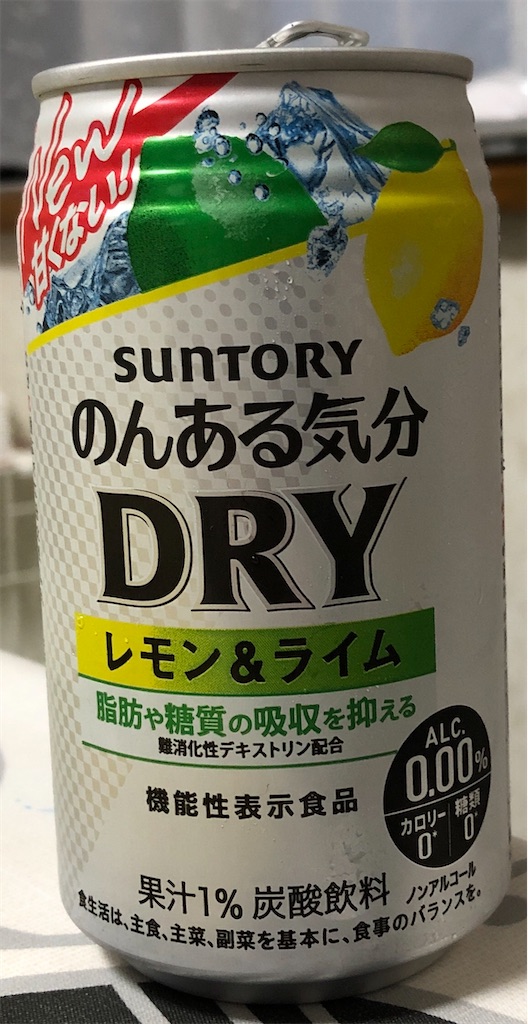 New
甘くない!!
SUNTORY
のんある気分
DRY
レモン&ライム
脂肪や糖質の吸収を抑える
難消化性デキストリン配合
機能性表示食品
ALC.
0.00%
カロリー
0*
糖類
0*
果汁1% 炭酸飲料
ノンアルコール
食生活は、主食、主菜、副菜を基本に、食事のバランスを。